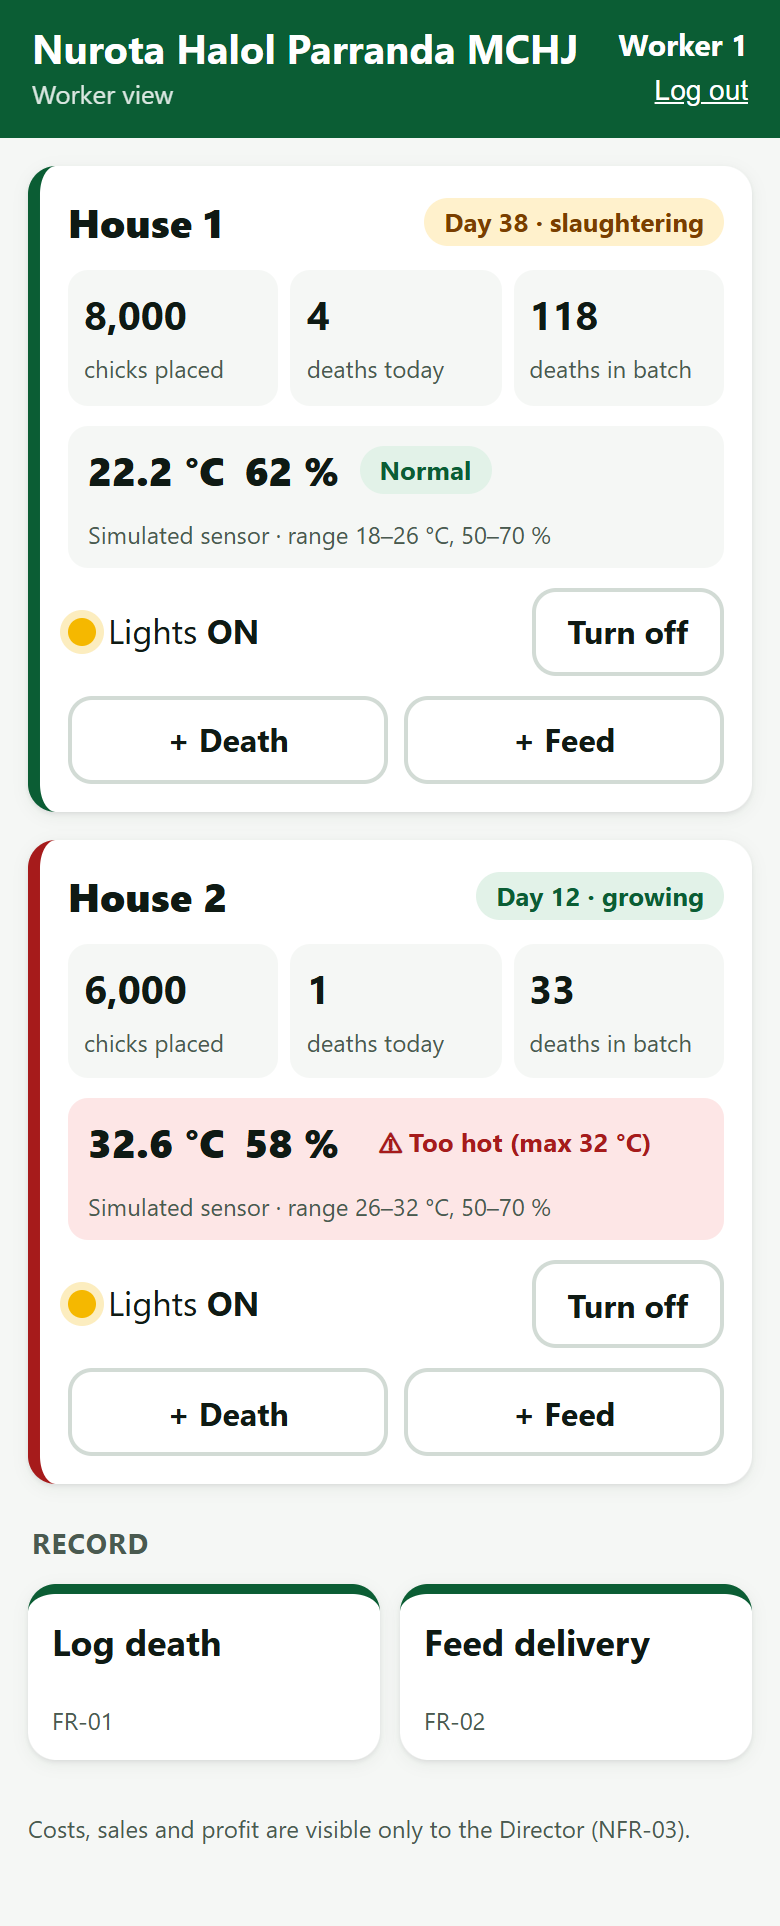 Nurota Halol Parranda MCHJ
Worker 1
Worker view
Log out
House 1
Day 38 · slaughtering
8,000
4
118
chicks placed
deaths today
deaths in batch
22.2 °C 62 %
Normal
Simulated sensor · range 18–26 °C, 50–70 %
Lights ON
Turn off
+ Death
+ Feed
House 2
Day 12 · growing
6,000
1
33
chicks placed
deaths today
deaths in batch
32.6 °C 58 %
⚠ Too hot (max 32 °C)
Simulated sensor · range 26–32 °C, 50–70 %
Lights ON
Turn off
+ Death
+ Feed
RECORD
Log death
Feed delivery
FR-01
FR-02
Costs, sales and profit are visible only to the Director (NFR-03).